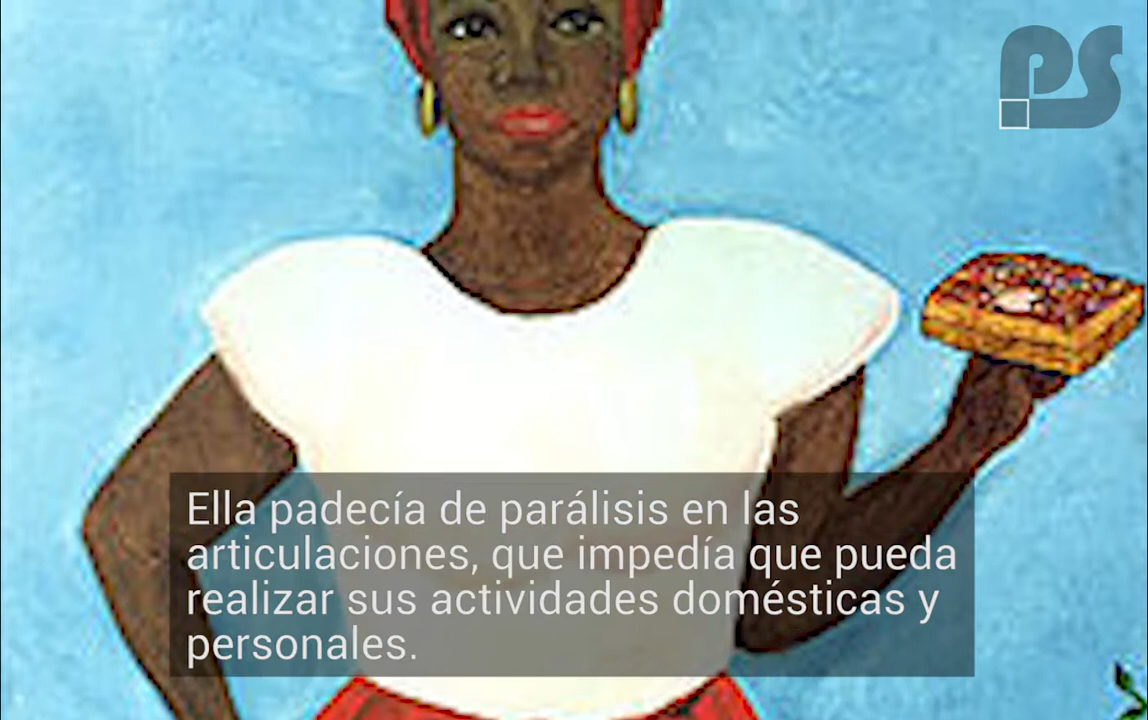 PS
Ella padecía de parálisis en las
articulaciones, que impedía que pueda
realizar sus actividades domésticas y
personales.